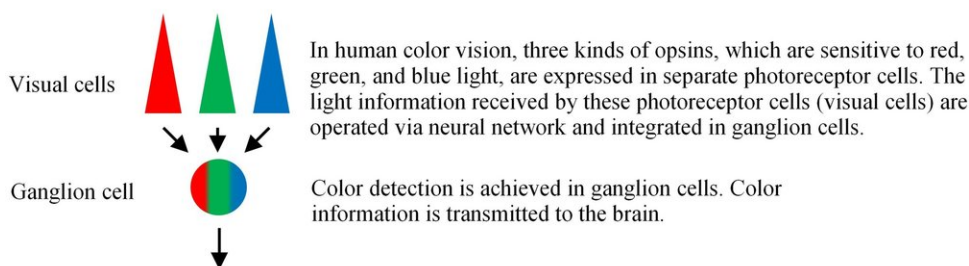 Visual cells
In human color vision, three kinds of opsins, which are sensitive to red,
green, and blue light, are expressed in separate photoreceptor cells. The
light information received by these photoreceptor cells (visual cells) are
operated via neural network and integrated in ganglion cells.
Ganglion cell
Color detection is achieved in ganglion cells. Color
information is transmitted to the brain.